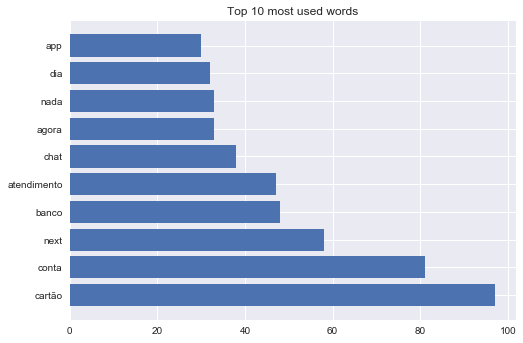 Top 10 most used words
app
dia
nada
agora
chat
atendimento
banco
next
conta
cartão
0 20 40 60 80 100